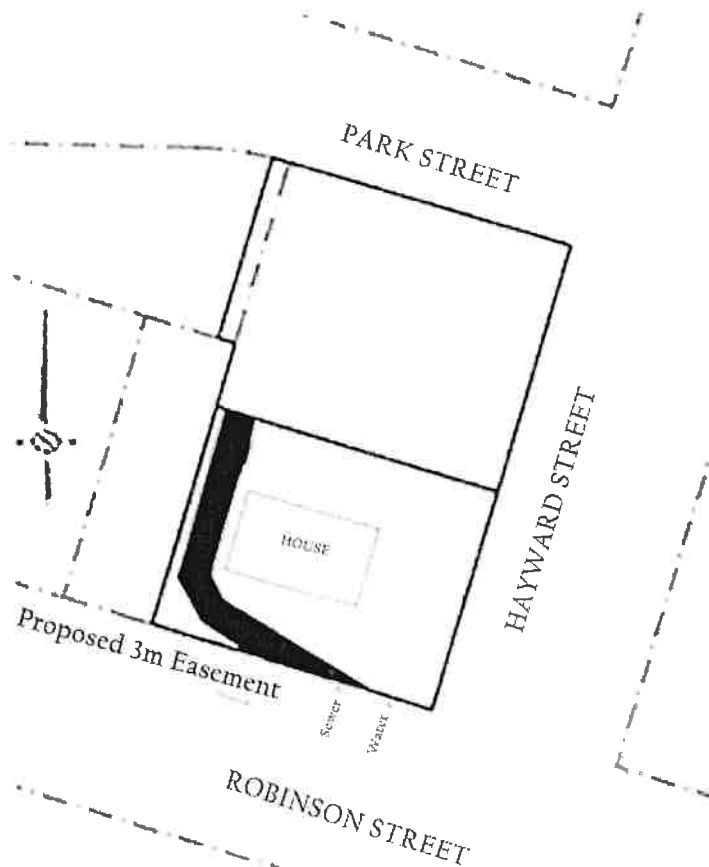 PARK STREET
HAYWARD STREET
HOUSE
Proposed 3m Easement
Sewer
Water
ROBINSON STREET